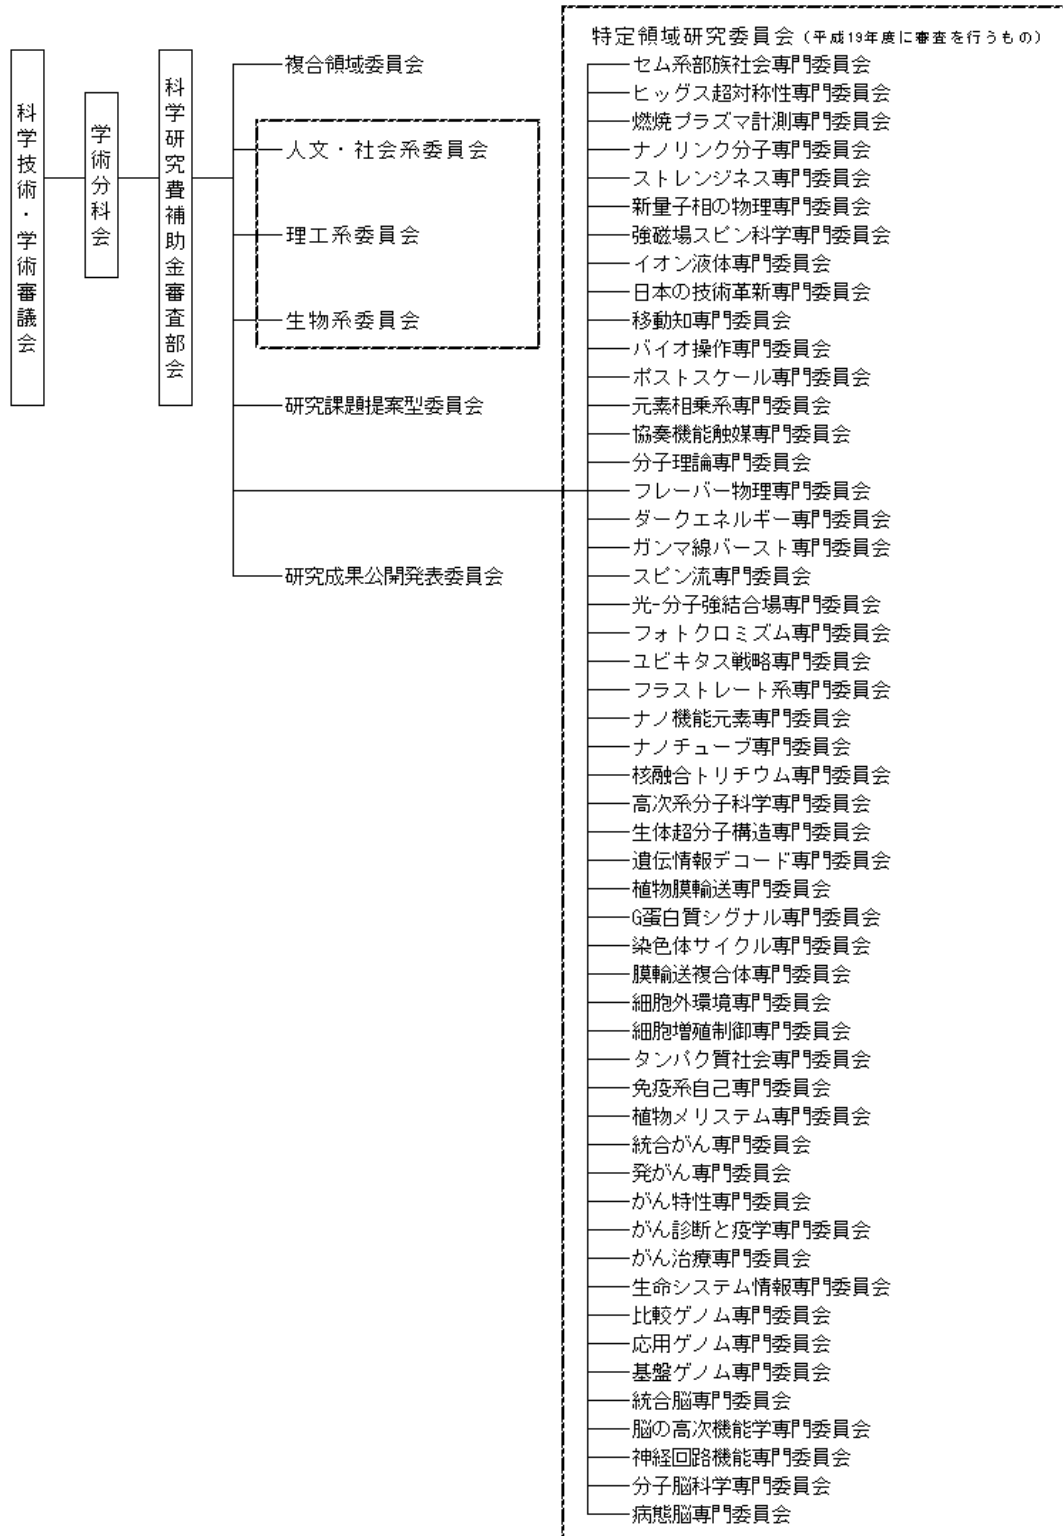 科学技術・学術審議会
学術分科会
科学研究費補助金審査部会
複合領域委員会
人文・社会系委員会
理工系委員会
生物系委員会
研究課題提案型委員会
研究成果公開発表委員会
特定領域研究委員会（平成19年度に審査を行うもの）
セム系部族社会専門委員会
ヒッグス超対称性専門委員会
燃焼プラズマ計測専門委員会
ナノリンク分子専門委員会
ストレンジネス専門委員会
新量子相の物理専門委員会
強磁場スピン科学専門委員会
イオン液体専門委員会
日本の技術革新専門委員会
移動知専門委員会
バイオ操作専門委員会
ポストスケール専門委員会
元素相乗系専門委員会
協奏機能触媒専門委員会
分子理論専門委員会
フレーバー物理専門委員会
ダークエネルギー専門委員会
ガンマ線バースト専門委員会
スピン流専門委員会
光-分子強結合場専門委員会
フォトクロミズム専門委員会
ユビキタス戦略専門委員会
フラストレート系専門委員会
ナノ機能元素専門委員会
ナノチューブ専門委員会
核融合トリチウム専門委員会
高次系分子科学専門委員会
生体超分子構造専門委員会
遺伝情報デコード専門委員会
植物膜輸送専門委員会
G蛋白質シグナル専門委員会
染色体サイクル専門委員会
膜輸送複合体専門委員会
細胞外環境専門委員会
細胞増殖制御専門委員会
タンパク質社会専門委員会
免疫系自己専門委員会
植物メリステム専門委員会
統合がん専門委員会
発がん専門委員会
がん特性専門委員会
がん診断と疫学専門委員会
がん治療専門委員会
生命システム情報専門委員会
比較ゲノム専門委員会
応用ゲノム専門委員会
基盤ゲノム専門委員会
統合脳専門委員会
脳の高次機能学専門委員会
神経回路機能専門委員会
分子脳科学専門委員会
病態脳専門委員会